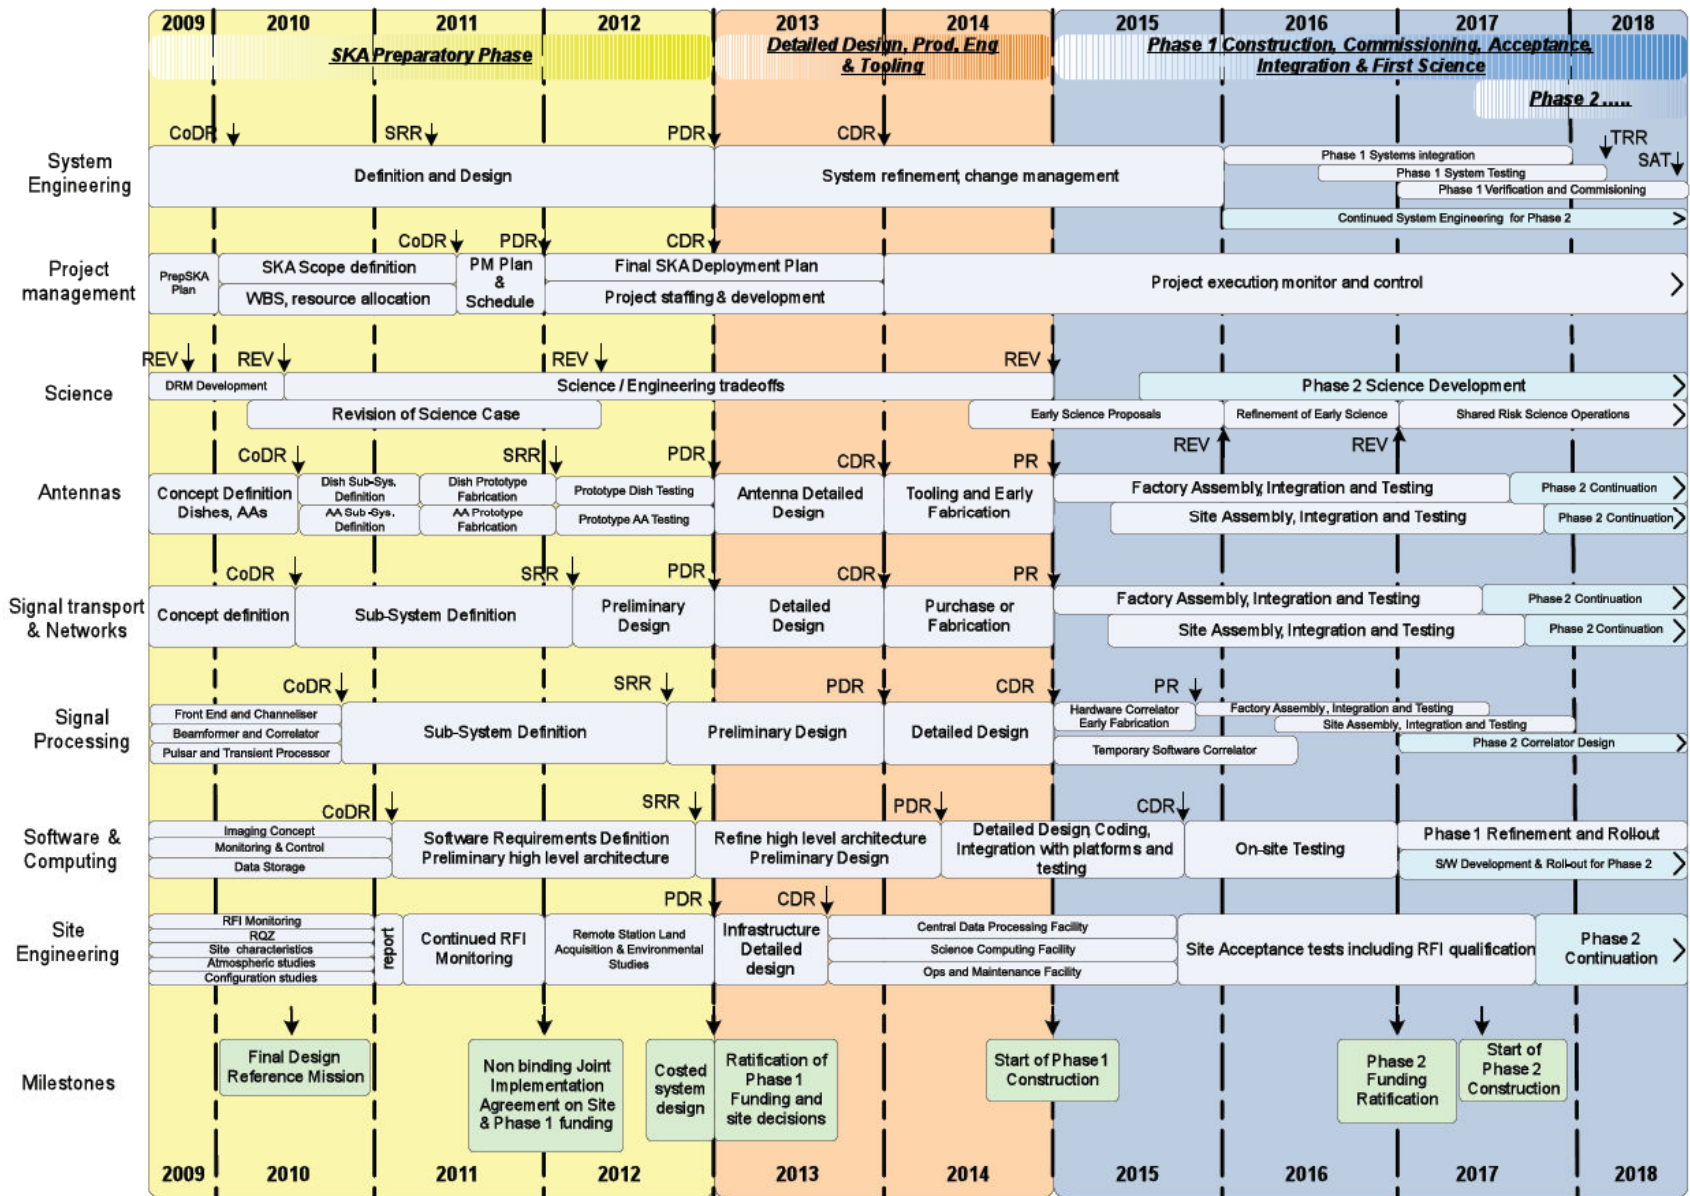 2009 2010 2011 2012 2013 2014 2015 2016 2017 2018
SKA Preparatory Phase
Detailed Design, Prod, Eng
& Tooling
Phase 1 Construction, Commissioning, Acceptance,
Integration & First Science
Phase 2 .....
CoDR SRR PDR CDR TRR SAT
System
Engineering
Definition and Design
System refinement, change management
Phase 1 Systems integration
Phase 1 System Testing
Phase 1 Verification and Commisioning
Continued System Engineering for Phase 2
CoDR PDR CDR
Project
management
PrepSKA
Plan
SKA Scope definition
WBS, resource allocation
PM Plan
&
Schedule
Final SKA Deployment Plan
Project staffing & development
Project execution, monitor and control
REV REV REV REV
Science
DRM Development
Science / Engineering tradeoffs
Phase 2 Science Development
Revision of Science Case
Early Science Proposals
Refinement of Early Science
Shared Risk Science Operations
REV REV
CoDR SRR PDR CDR PR
Antennas
Concept Definition
Dishes, AAs
Dish Sub-Sys.
Definition
AA Sub-Sys.
Definition
Dish Prototype
Fabrication
AA Prototype
Fabrication
Prototype Dish Testing
Prototype AA Testing
Antenna Detailed
Design
Tooling and Early
Fabrication
Factory Assembly, Integration and Testing
Phase 2 Continuation
Site Assembly, Integration and Testing
Phase 2 Continuation
CoDR SRR PDR CDR PR
Signal transport
& Networks
Concept definition
Sub-System Definition
Preliminary
Design
Detailed
Design
Purchase or
Fabrication
Factory Assembly, Integration and Testing
Phase 2 Continuation
Site Assembly, Integration and Testing
Phase 2 Continuation
CoDR SRR PDR CDR PR
Signal
Processing
Front End and Channeliser
Beamformer and Correlator
Pulsar and Transient Processor
Sub-System Definition
Preliminary Design
Detailed Design
Hardware Correlator
Early Fabrication
Temporary Software Correlator
Factory Assembly, Integration and Testing
Site Assembly, Integration and Testing
Phase 2 Correlator Design
CoDR SRR PDR CDR
Software &
Computing
Imaging Concept
Monitoring & Control
Data Storage
Software Requirements Definition
Preliminary high level architecture
Refine high level architecture
Preliminary Design
Detailed Design, Coding,
Integration with platforms and
testing
On-site Testing
Phase 1 Refinement and Roll-out
S/W Development & Roll-out for Phase 2
PDR CDR
Site
Engineering
RFI Monitoring
RQZ
Site characteristics
Atmospheric studies
Configuration studies
report
Continued RFI
Monitoring
Remote Station Land
Acquisition & Environmental
Studies
Infrastructure
Detailed
design
Central Data Processing Facility
Science Computing Facility
Ops and Maintenance Facility
Site Acceptance tests including RFI qualification
Phase 2
Continuation
Milestones
Final Design
Reference Mission
Non binding Joint
Implementation
Agreement on Site
& Phase 1 funding
Costed
system
design
Ratification of
Phase 1
Funding and
site decisions
Start of Phase 1
Construction
Phase 2
Funding
Ratification
Start of
Phase 2
Construction
2009 2010 2011 2012 2013 2014 2015 2016 2017 2018